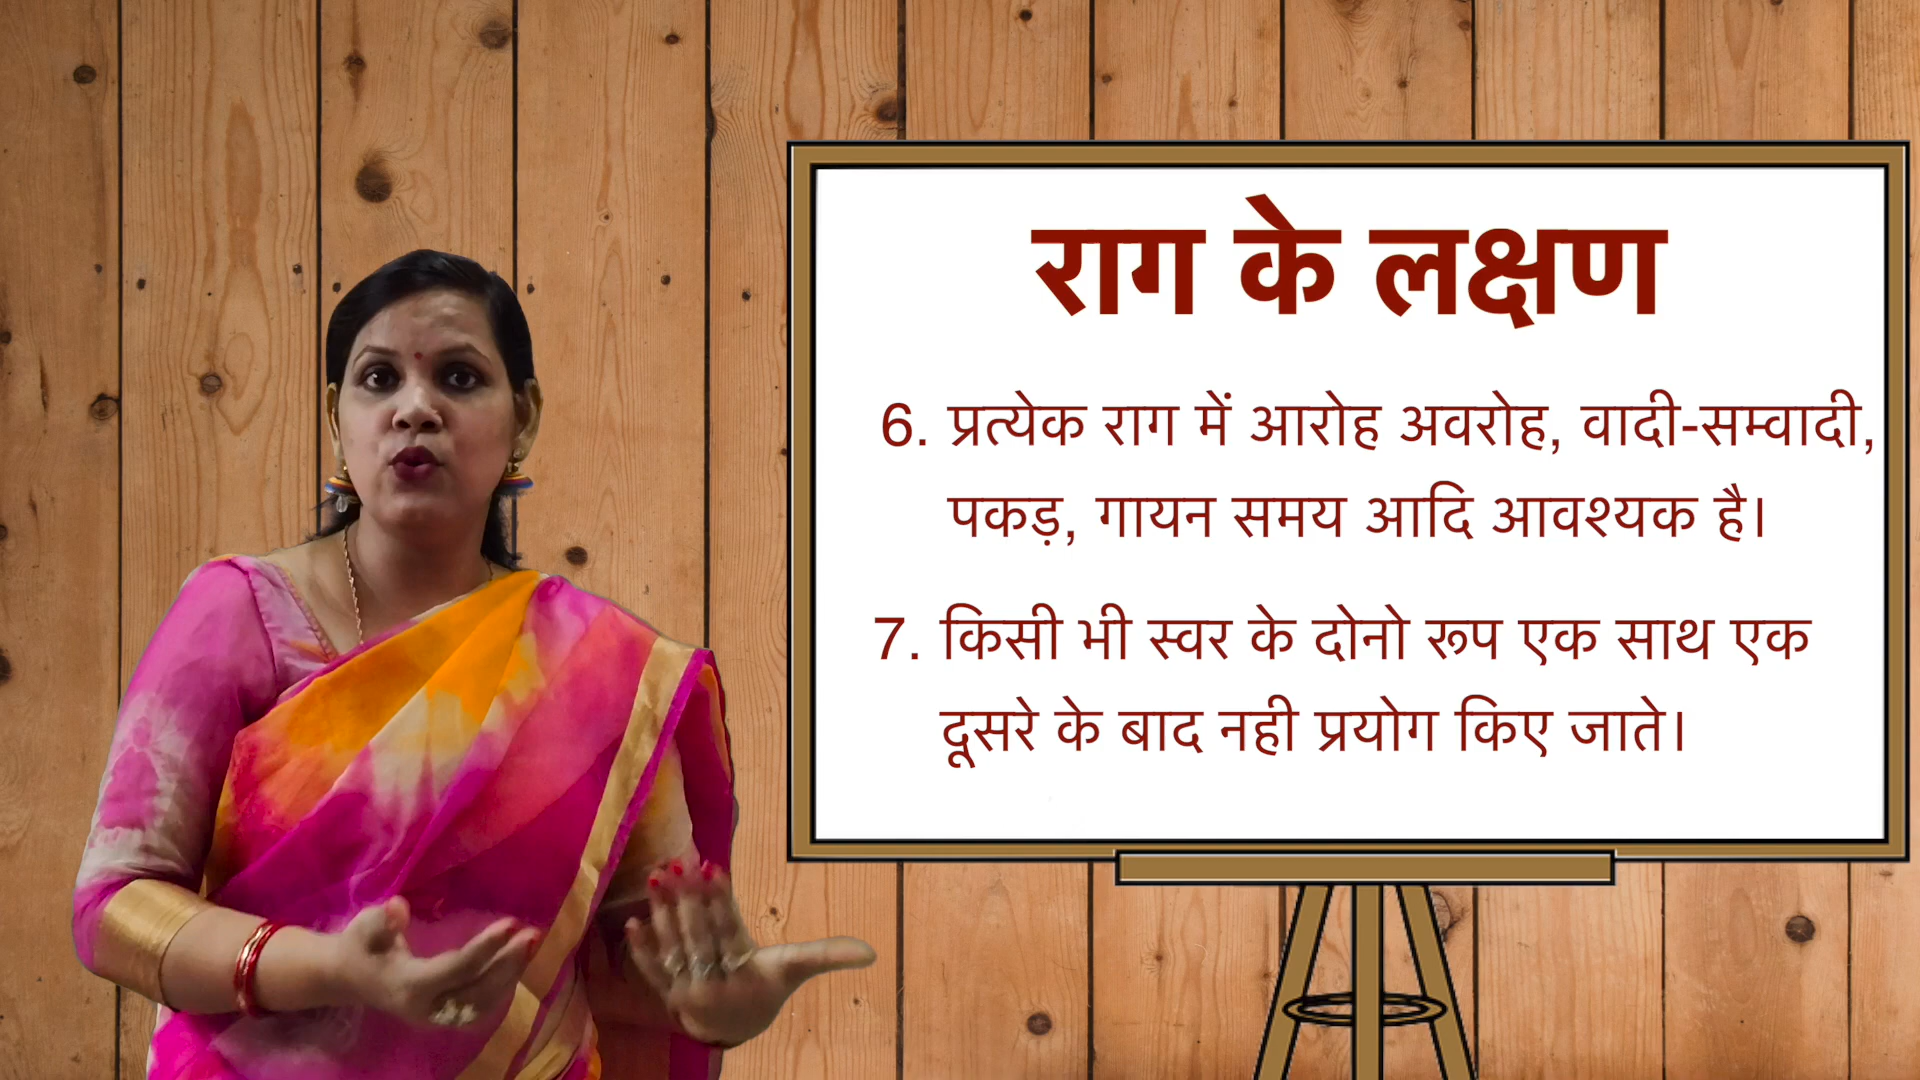 राग के लक्षण
6. प्रत्येक राग में आरोह अवरोह, वादी-सम्वादी,
पकड़, गायन समय आदि आवश्यक है।
7. किसी भी स्वर के दोनो रूप एक साथ एक
दूसरे के बाद नही प्रयोग किए जाते।